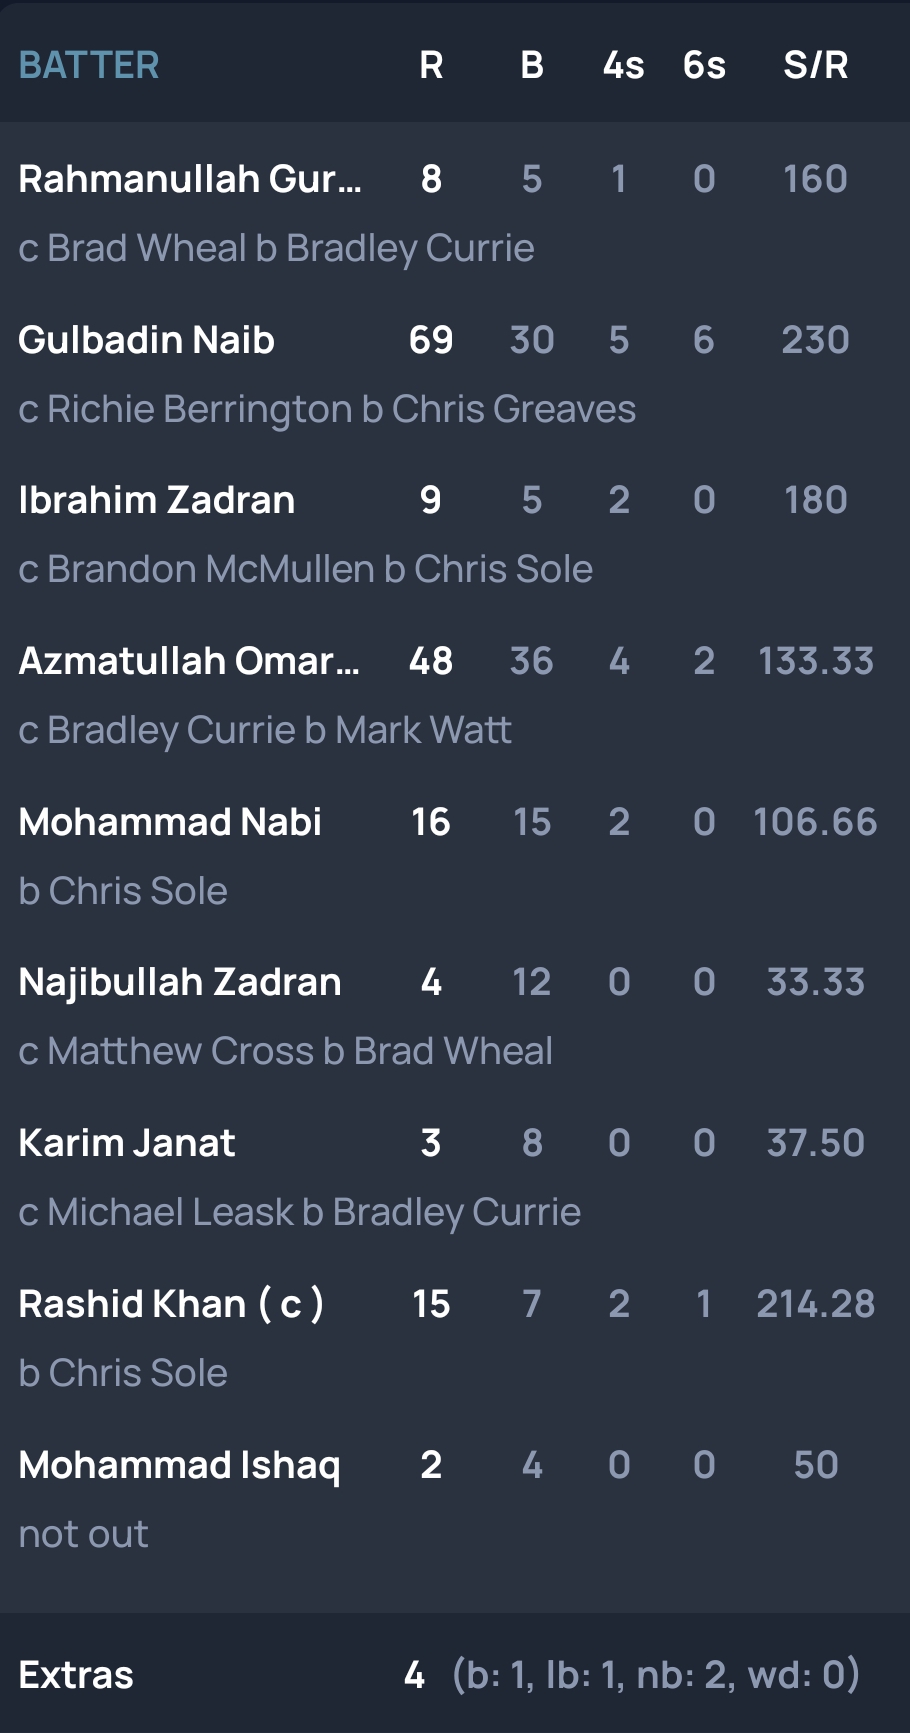 BATTER R B 4s 6s S/R
Rahmanullah Gur... 8 5 1 0 160
c Brad Wheal b Bradley Currie
Gulbadin Naib 69 30 5 6 230
c Richie Berrington b Chris Greaves
Ibrahim Zadran 9 5 2 0 180
c Brandon McMullen b Chris Sole
Azmatullah Omar... 48 36 4 2 133.33
c Bradley Currie b Mark Watt
Mohammad Nabi 16 15 2 0 106.66
b Chris Sole
Najibullah Zadran 4 12 0 0 33.33
c Matthew Cross b Brad Wheal
Karim Janat 3 8 0 0 37.50
c Michael Leask b Bradley Currie
Rashid Khan ( c ) 15 7 2 1 214.28
b Chris Sole
Mohammad Ishaq 2 4 0 0 50
not out
Extras 4 (b: 1, lb: 1, nb: 2, wd: 0)